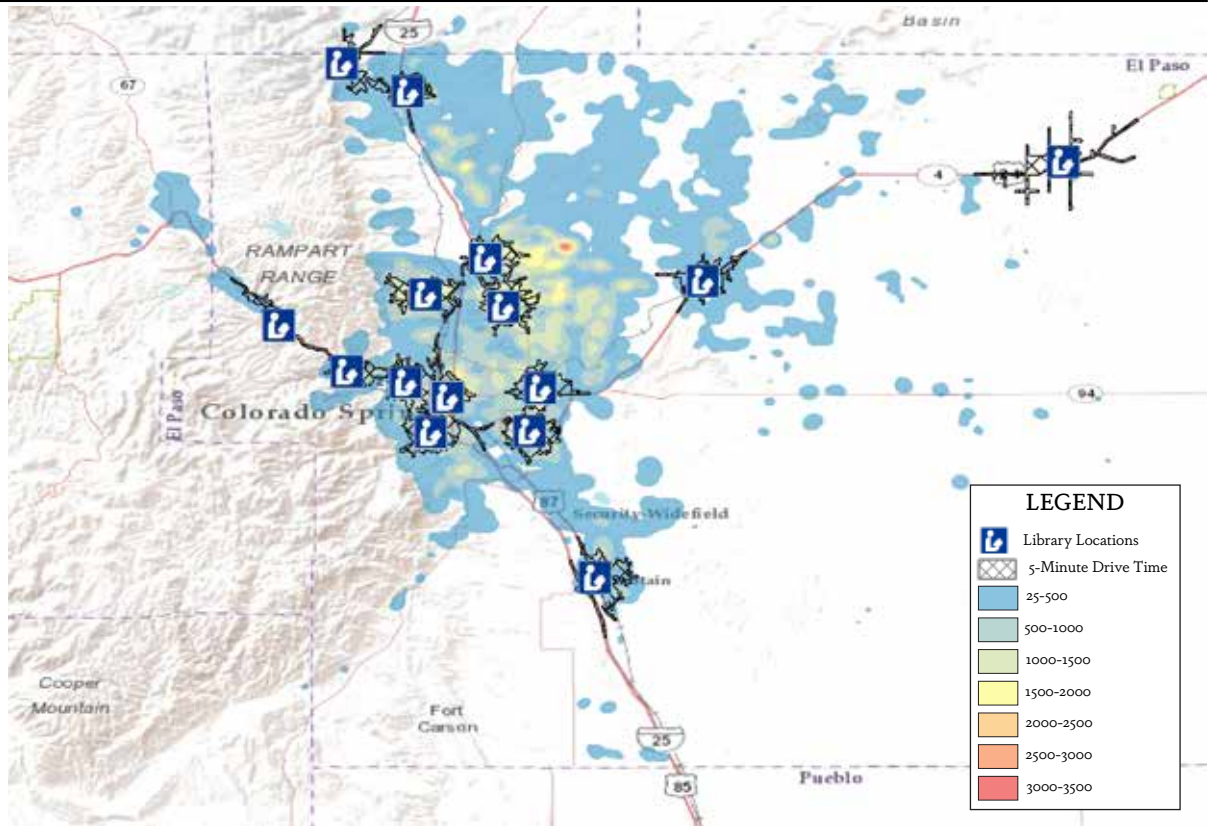 Basin
25
El Paso
67
4
RAMPART
RANGE
94
Colorado Spri
El Paso
87
Security-Widefield
ntain
Cooper
Mountain
Fort
Carson
25
Pueblo
85
LEGEND
Library Locations
5-Minute Drive Time
25-500
500-1000
1000-1500
1500-2000
2000-2500
2500-3000
3000-3500